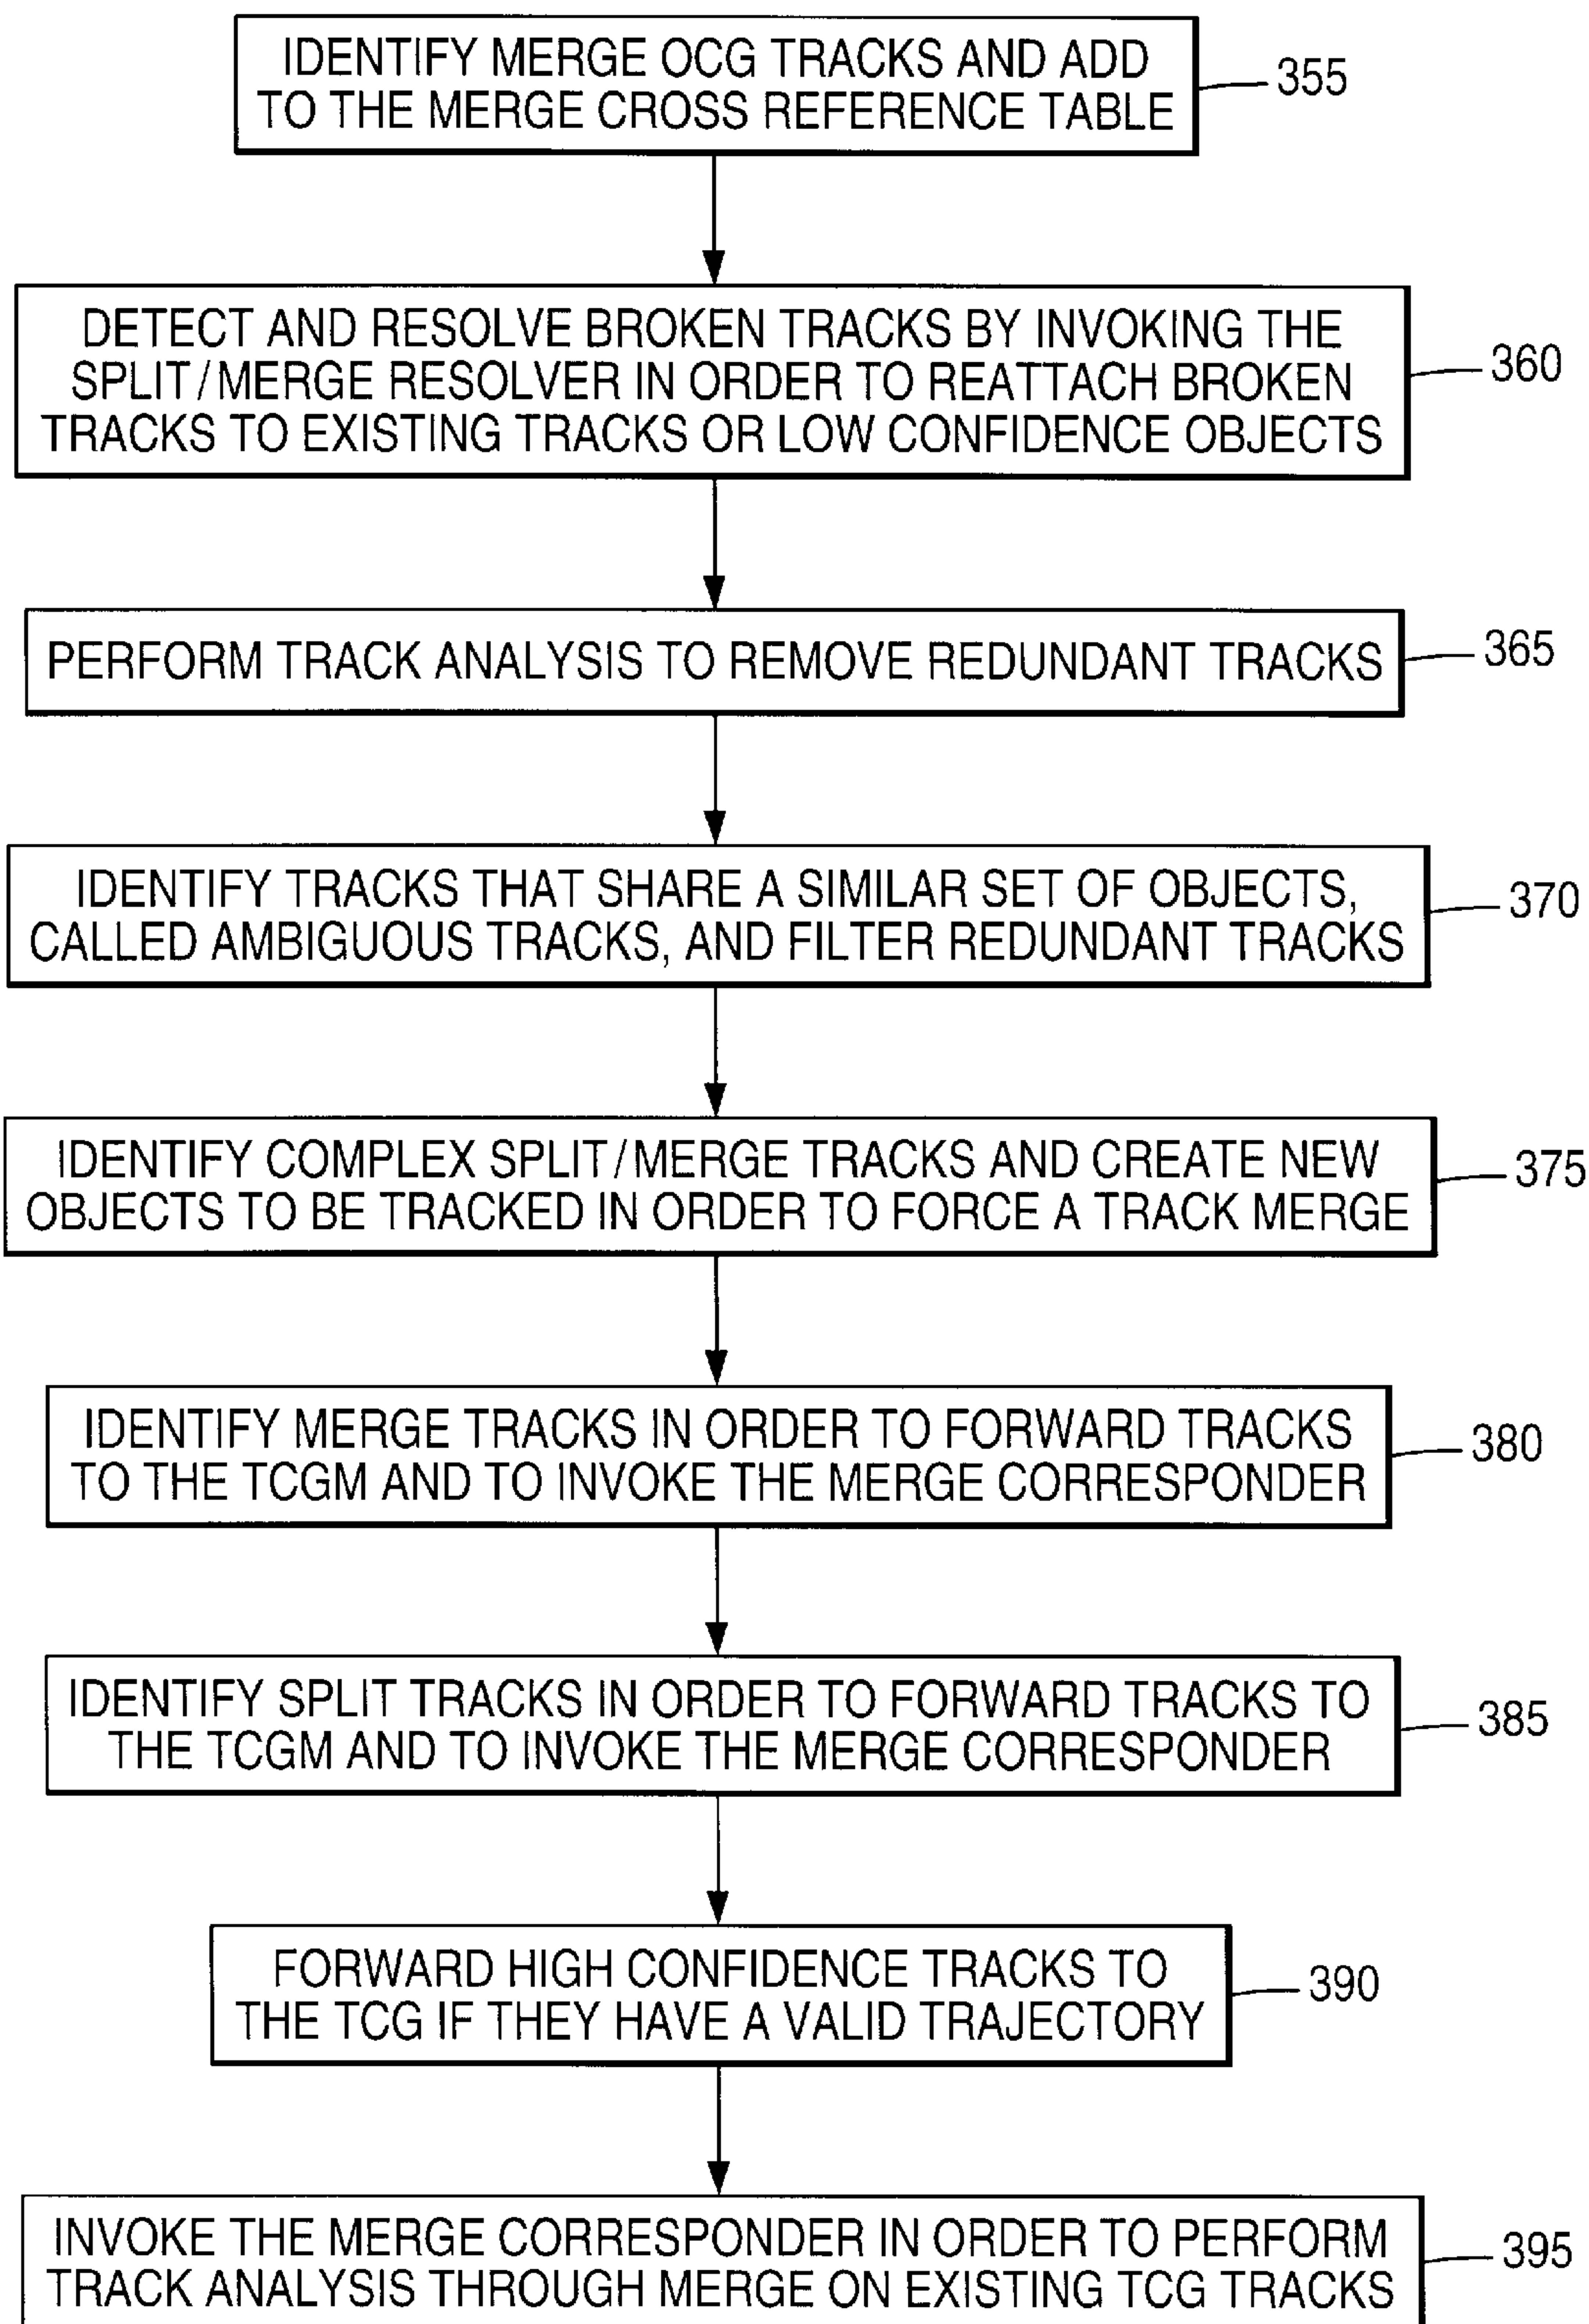 IDENTIFY MERGE OCG TRACKS AND ADD
TO THE MERGE CROSS REFERENCE TABLE
355
DETECT AND RESOLVE BROKEN TRACKS BY INVOKING THE
SPLIT/MERGE RESOLVER IN ORDER TO REATTACH BROKEN
TRACKS TO EXISTING TRACKS OR LOW CONFIDENCE OBJECTS
360
PERFORM TRACK ANALYSIS TO REMOVE REDUNDANT TRACKS
365
IDENTIFY TRACKS THAT SHARE A SIMILAR SET OF OBJECTS,
CALLED AMBIGUOUS TRACKS, AND FILTER REDUNDANT TRACKS
370
IDENTIFY COMPLEX SPLIT/MERGE TRACKS AND CREATE NEW
OBJECTS TO BE TRACKED IN ORDER TO FORCE A TRACK MERGE
375
IDENTIFY MERGE TRACKS IN ORDER TO FORWARD TRACKS
TO THE TCGM AND TO INVOKE THE MERGE CORRESPONDER
380
IDENTIFY SPLIT TRACKS IN ORDER TO FORWARD TRACKS TO
THE TCGM AND TO INVOKE THE MERGE CORRESPONDER
385
FORWARD HIGH CONFIDENCE TRACKS TO
THE TCG IF THEY HAVE A VALID TRAJECTORY
390
INVOKE THE MERGE CORRESPONDER IN ORDER TO PERFORM
TRACK ANALYSIS THROUGH MERGE ON EXISTING TCG TRACKS
395